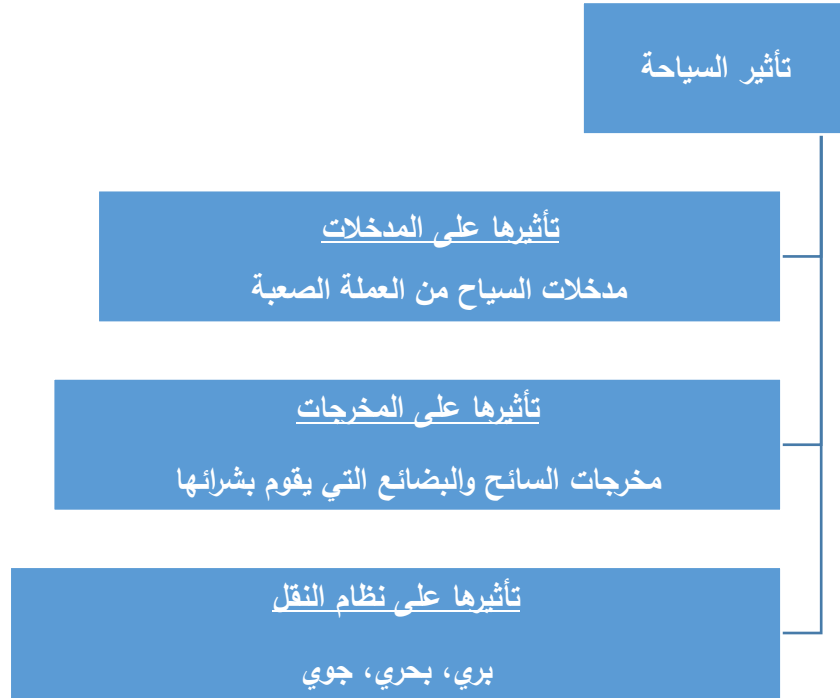 تأثير السياحة
تأثيرها على المدخلات
مدخلات السياح من العملة الصعبة
تأثيرها على المخرجات
مخرجات السائح والبضائع التي يقوم بشرائها
تأثيرها على نظام النقل
بري، بحري، جوي